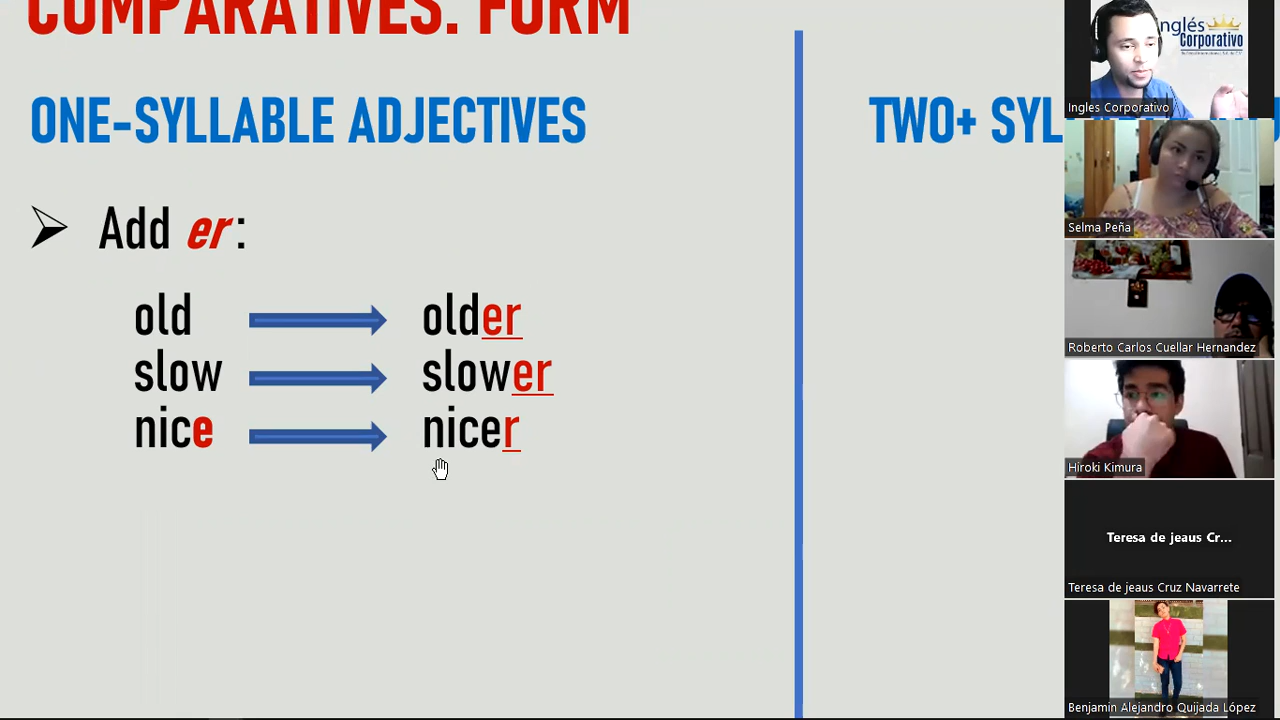 COMPARATIVES. FORM
ONE-SYLLABLE ADJECTIVES
TWO+
Add er:
old older
slow slower
nice nicer
Inglés
Corporativo
Ingles Corporativo
Selma Peña
Roberto Carlos Cuellar Hernandez
Hiroki Kimura
Teresa de jeaus Cr...
Teresa de jeaus Cruz Navarrete
Benjamin Alejandro Quijada López